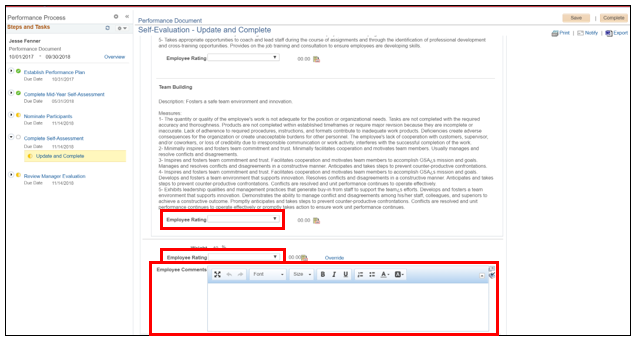 Performance Process
Steps and Tasks
Jesse Fenner
Performance Document
10/01/2017 - 09/30/2018 Overview
Establish Performance Plan
Due Date 10/31/2017
Complete Mid-Year Self-Assessment
Due Date 05/31/2018
Nominate Participants
Due Date 11/14/2018
Complete Self-Assessment
Due Date 11/14/2018
Update and Complete
Review Manager Evaluation
Due Date 11/14/2018
Performance Document
Save | Complete
Self-Evaluation - Update and Complete
Print | Notify | Export
5- Takes appropriate opportunities to coach and lead staff during the course of assignments and through the identification of professional development
and cross-training opportunities. Provides on the job training and consultation to ensure employees are developing skills.
Employee Rating 00.00
Team Building
Description: Fosters a safe team environment and innovation.
Measures
1- The quantity or quality of the employee's work is not adequate for the position or organizational needs. Tasks are not completed with the required
accuracy and thoroughness. Products are not completed within established timeframes or require major revision because they are incomplete or
inaccurate. Lack of adherence to required procedures, instructions, and formats contribute to inadequate work products. Deficiencies create adverse
consequences for the organization or create unacceptable burdens for other personnel. The employee's lack of cooperation with customers, supervisor,
and/or coworkers, or loss of credibility due to irresponsible communication or work activity, interferes with the successful completion of the work.
2- Minimally inspires and fosters team commitment and trust. Minimally facilitates cooperation and motivates team members. Usually manages and
resolve conflicts and disagreements.
3- Inspires and fosters team commitment and trust. Facilitates cooperation and motivates team members to accomplish GSA¿s mission and goals.
Manages and resolves conflicts and disagreements in a constructive manner. Anticipates and takes steps to prevent counter-productive confrontations.
4- Inspires and fosters team commitment and trust. Facilitates cooperation and motivates team members to accomplish GSA¿s mission and goals.
Develops and fosters a team environment that supports innovation. Resolves conflicts and disagreements in a constructive manner. Anticipates and takes
steps to prevent counter-productive confrontations. Conflicts are resolved and unit performance continues to operate effectively.
5- Exhibits leadership qualities and management practices that generate buy-in from staff to support the team¿s efforts. Develops and fosters a team
environment that supports innovation. Demonstrates the ability to manage conflict and disagreements among his/her staff, colleagues, and superiors to
achieve a constructive outcome. Promptly anticipates and takes steps to prevent counter-productive confrontations. Conflicts are resolved and unit
performance continues to operate effectively or promptly takes action to ensure work unit performance continues.
Employee Rating 00.00
Employee Rating 00.00 Override
Employee Comments
Font Size B I U A A